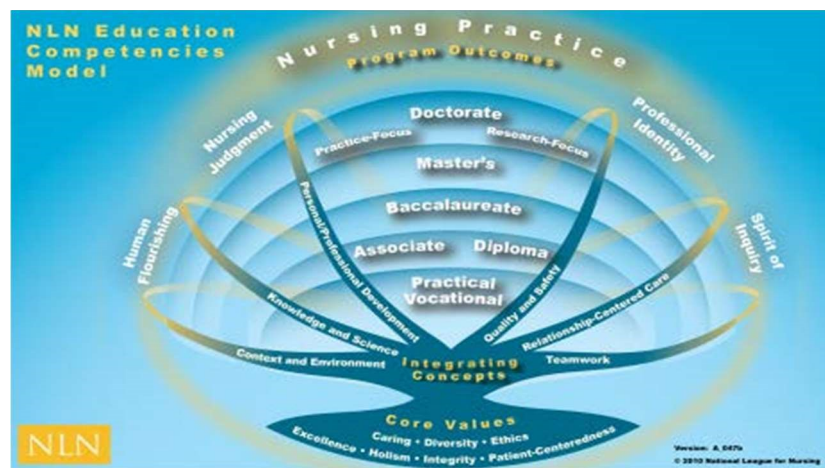 NLN Education
Competencies
Model
Nursing Practice
Program Outcomes
Human
Flourishing
Nursing
Judgment
Professional
Identity
Spirit of
Inquiry
Doctorate
Practice-Focus
Research-Focus
Master's
Baccalaureate
Associate Diploma
Practical
Vocational
Context and Environment
Knowledge and Science
Personal/Professional Development
Quality and Safety
Relationship-Centered Care
Teamwork
Integrating
Concepts
Core Values
Caring • Diversity • Ethics
Excellence • Holism • Integrity • Patient-Centeredness
NLN
Version: A_047b
© 2010 National League for Nursing